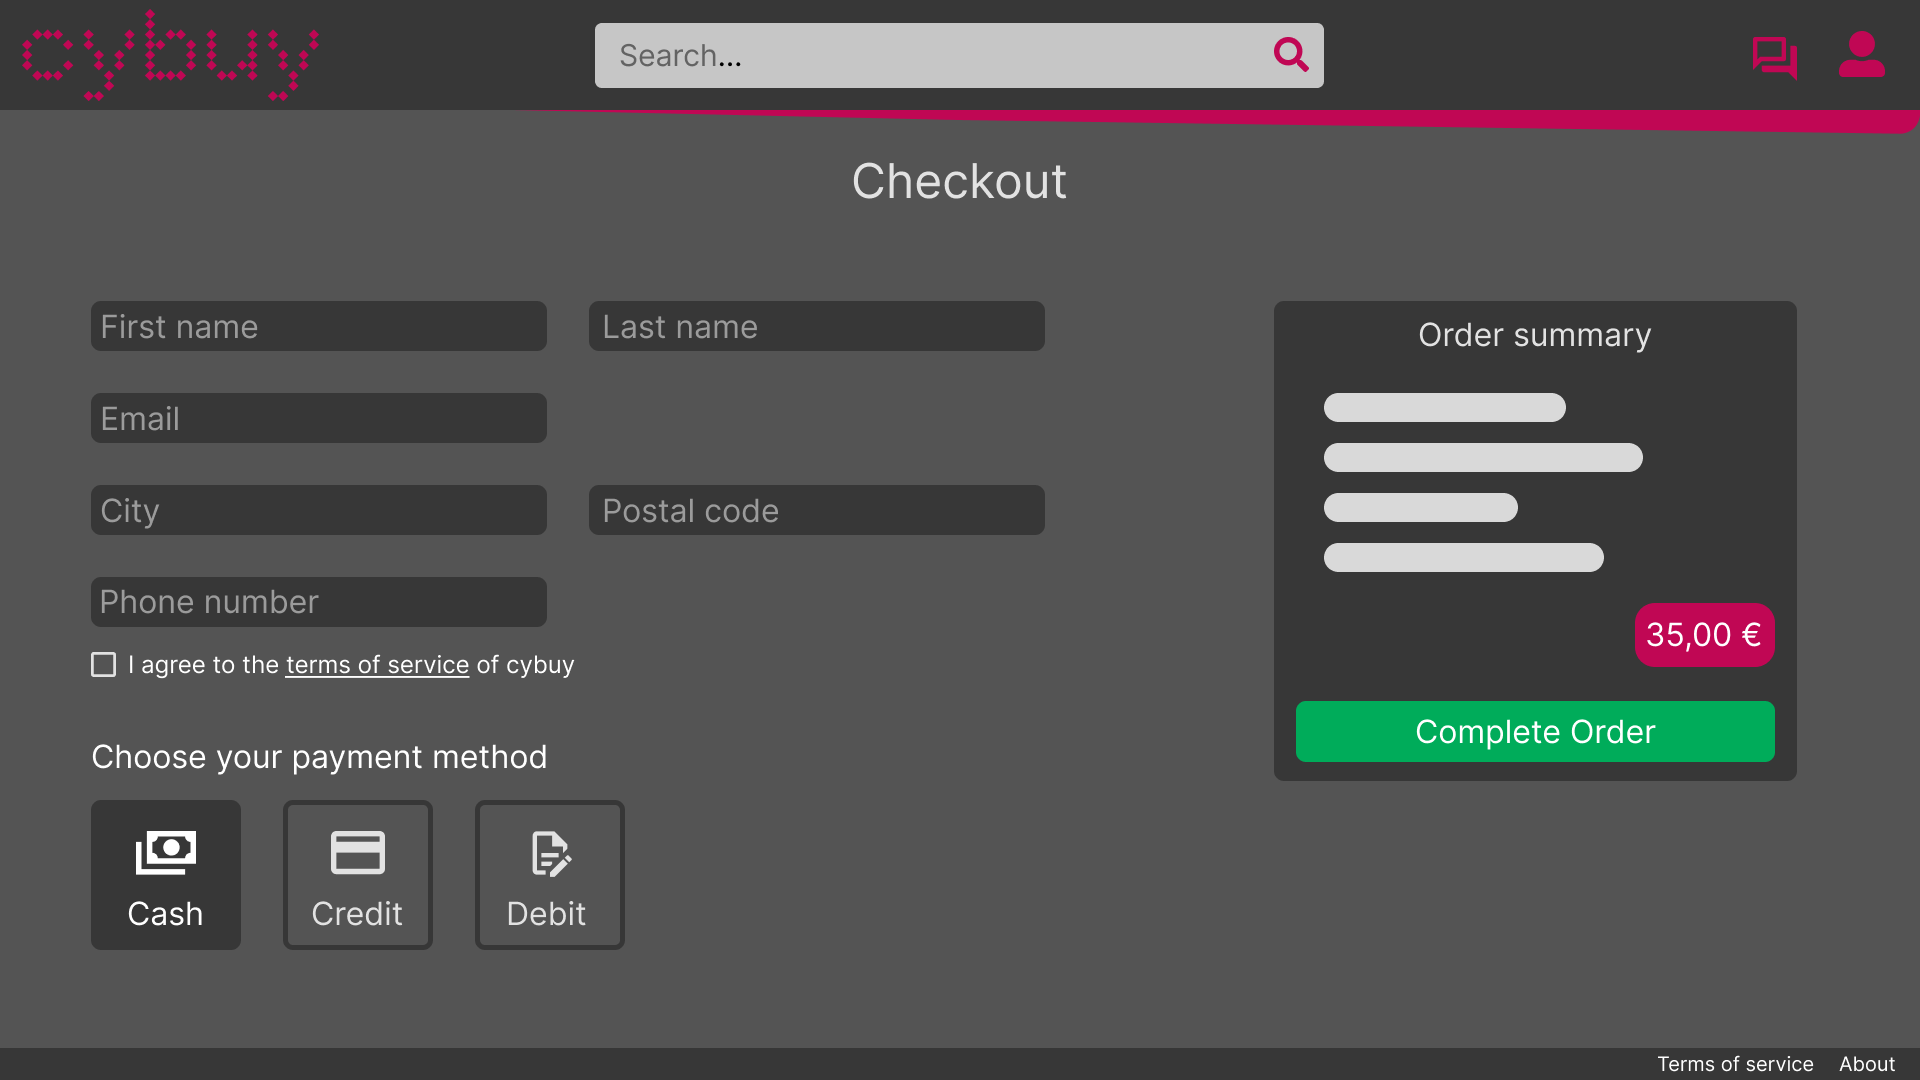 cybuy
Search...
Checkout
First name
Last name
Email
City
Postal code
Phone number
I agree to the terms of service of cybuy
Choose your payment method
Cash
Credit
Debit
Order summary
35,00 €
Complete Order
Terms of service
About